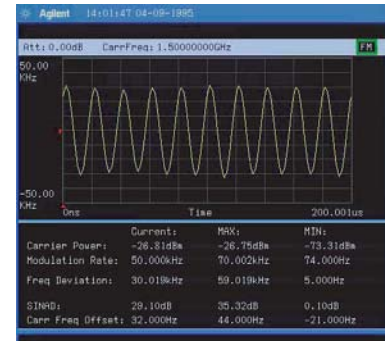 Agilent 14:01:47 04-09-1995
Att: 0.00dB CarrFreq: 1.50000000GHz FM
50.00
KHz
-50.00
KHz
0ns Time 200.001us
Current: MAX: MIN:
Carrier Power: -26.81dBm -26.75dBm -73.31dBm
Modulation Rate: 50.000kHz 70.002kHz 74.000Hz
Freq Deviation: 30.019kHz 59.019kHz 5.000Hz
SINAD: 29.10dB 35.32dB 0.10dB
Carr Freq Offset: 32.000Hz 44.000Hz -21.000Hz